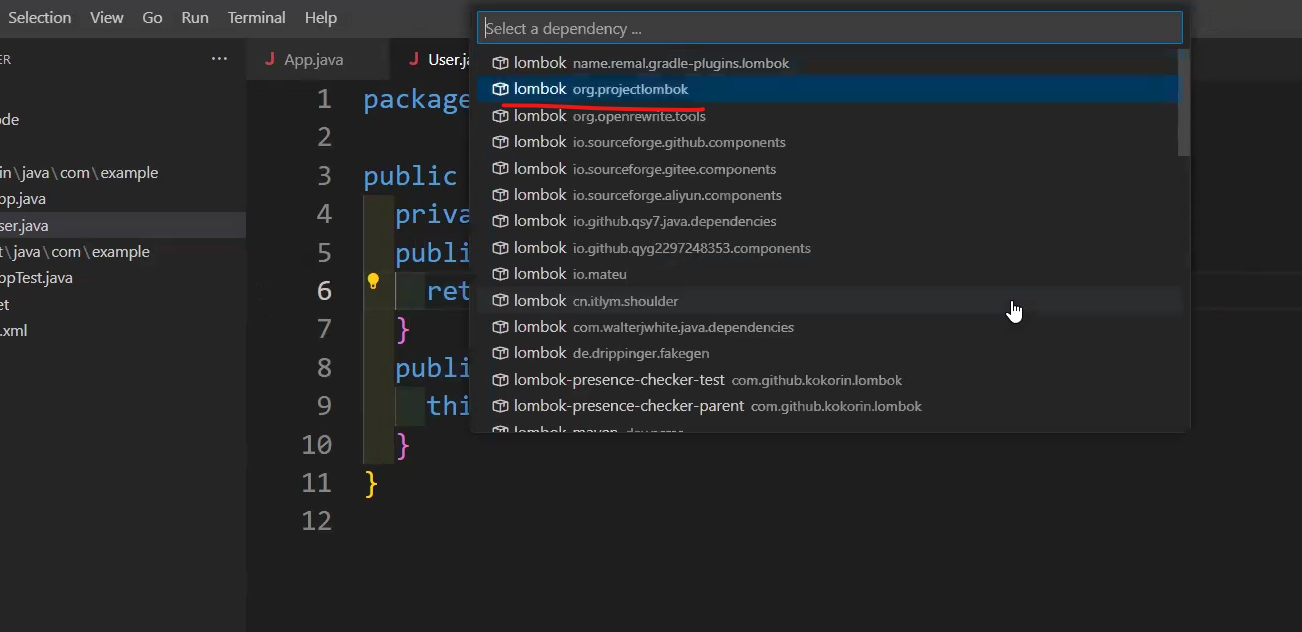 Selection View Go Run Terminal Help
Select a dependency ...
ER ...
J App.java
J User.ja
lombok name.remal.gradle-plugins.lombok
lombok org.projectlombok
lombok org.openrewrite.tools
lombok io.sourceforge.github.components
lombok io.sourceforge.gitee.components
lombok io.sourceforge.aliyun.components
lombok io.github.qsy7.java.dependencies
lombok io.github.qyg2297248353.components
lombok io.mateu
lombok cn.itlym.shoulder
lombok com.walterjwhite.java.dependencies
lombok de.drippinger.fakegen
lombok-presence-checker-test com.github.kokorin.lombok
lombok-presence-checker-parent com.github.kokorin.lombok
ode
in\java\com\example
pp.java
ser.java
t\java\com\example
ppTest.java
et
.xml
1 package
2
3 public
4 priva
5 publi
6 ret
7 }
8 publi
9 thi
10 }
11 }
12